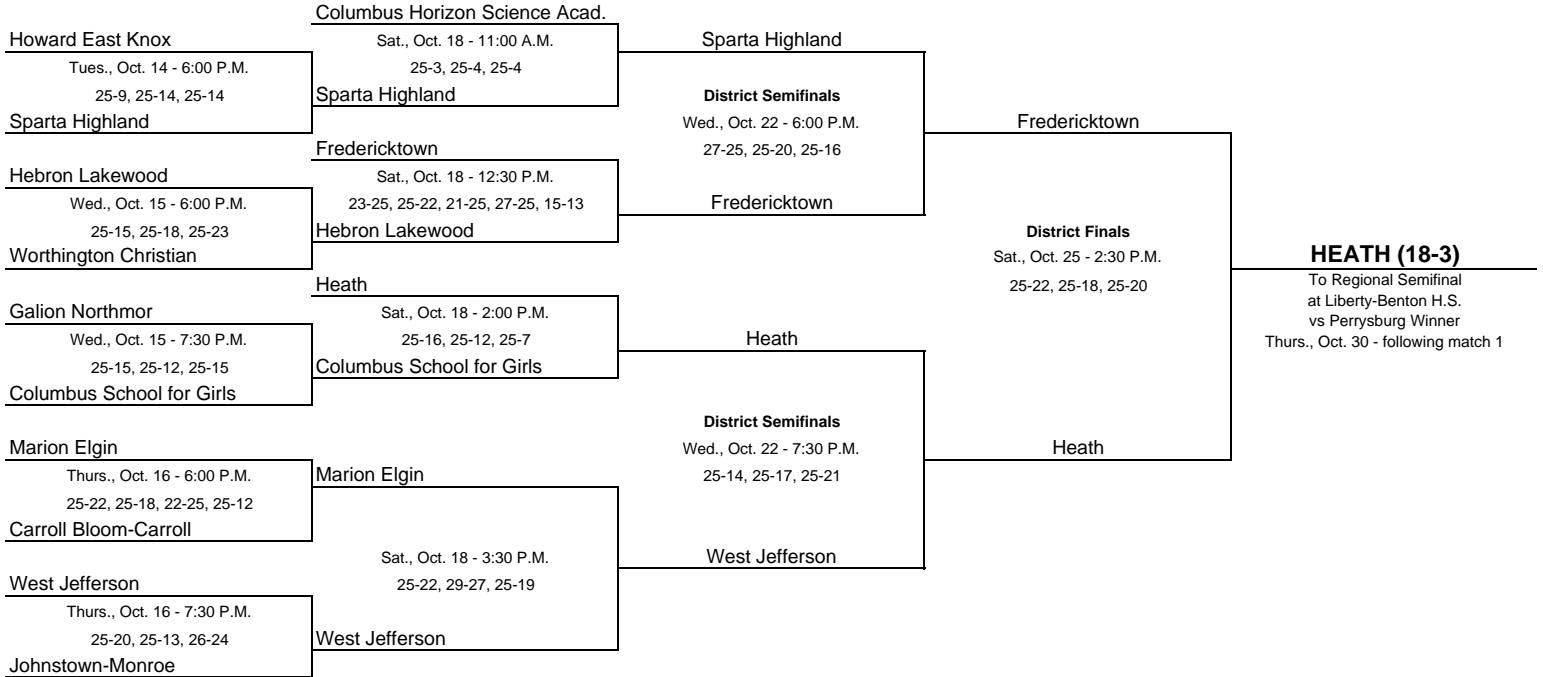 Columbus Horizon Science Acad.
Howard East Knox
Sat., Oct. 18 - 11:00 A.M.
Sparta Highland
Tues., Oct. 14 - 6:00 P.M.
25-3, 25-4, 25-4
25-9, 25-14, 25-14
Sparta Highland
District Semifinals
Sparta Highland
Wed., Oct. 22 - 6:00 P.M.
Fredericktown
Fredericktown
27-25, 25-20, 25-16
Hebron Lakewood
Sat., Oct. 18 - 12:30 P.M.
Wed., Oct. 15 - 6:00 P.M.
23-25, 25-22, 21-25, 27-25, 15-13
Fredericktown
25-15, 25-18, 25-23
Hebron Lakewood
District Finals
Worthington Christian
Sat., Oct. 25 - 2:30 P.M.
HEATH (18-3)
Heath
25-22, 25-18, 25-20
To Regional Semifinal
at Liberty-Benton H.S.
Galion Northmor
Sat., Oct. 18 - 2:00 P.M.
vs Perrysburg Winner
Wed., Oct. 15 - 7:30 P.M.
25-16, 25-12, 25-7
Heath
Thurs., Oct. 30 - following match 1
25-15, 25-12, 25-15
Columbus School for Girls
Columbus School for Girls
District Semifinals
Marion Elgin
Wed., Oct. 22 - 7:30 P.M.
Heath
Thurs., Oct. 16 - 6:00 P.M.
Marion Elgin
25-14, 25-17, 25-21
25-22, 25-18, 22-25, 25-12
Carroll Bloom-Carroll
Sat., Oct. 18 - 3:30 P.M.
West Jefferson
West Jefferson
25-22, 29-27, 25-19
Thurs., Oct. 16 - 7:30 P.M.
25-20, 25-13, 26-24
West Jefferson
Johnstown-Monroe